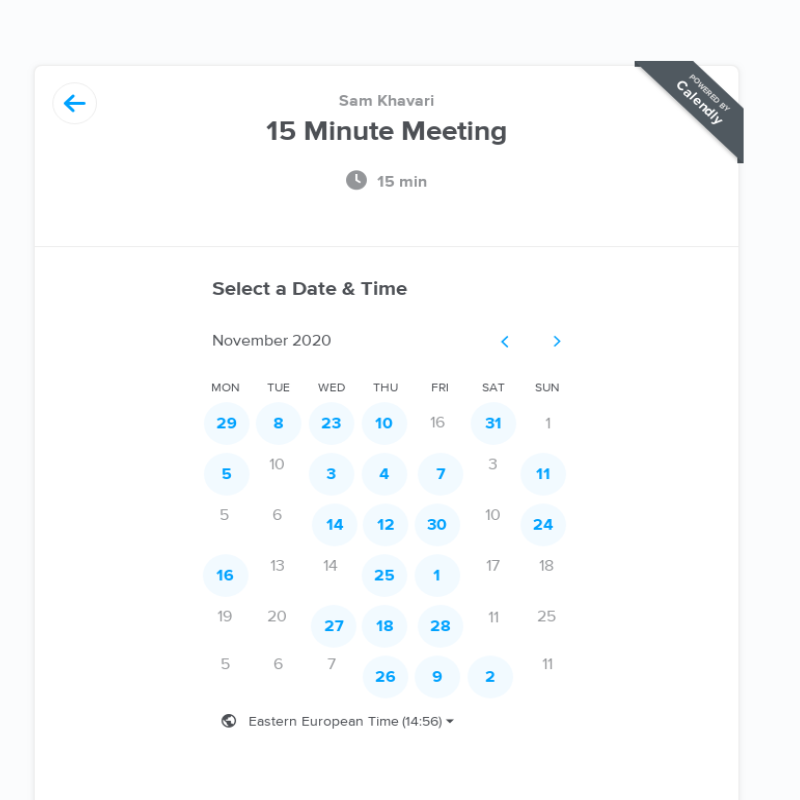 POWERED BY
Calendly
Sam Khavari
15 Minute Meeting
15 min
Select a Date & Time
November 2020
MON TUE WED THU FRI SAT SUN
29 8 23 10 16 31 1
5 10 3 4 7 3 11
5 6 14 12 30 10 24
16 13 14 25 1 17 18
19 20 27 18 28 11 25
5 6 7 26 9 2 11
Eastern European Time (14:56)